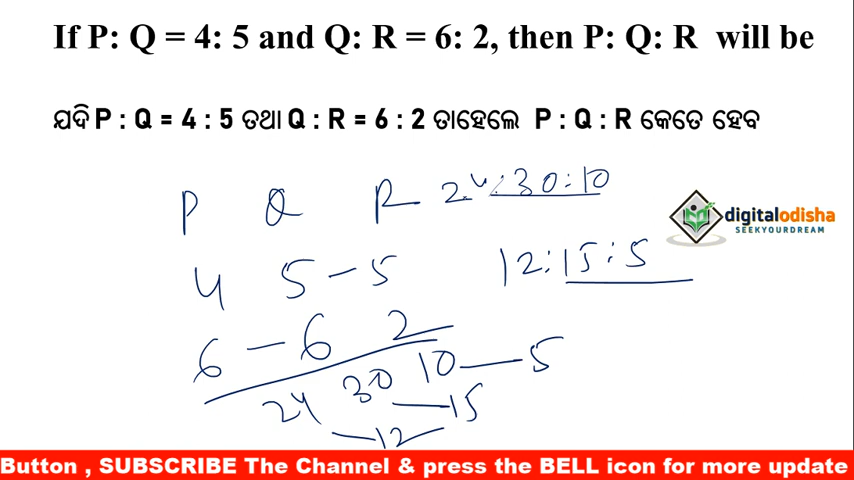 If P: Q = 4: 5 and Q: R = 6: 2, then P: Q: R will be
ଯଦି P : Q = 4 : 5 ତଥା Q : R = 6 : 2 ତାହେଲେ P : Q : R କେତେ ହେବ
P Q R 24:30:10
digitalodisha
SEEKYOURDREAM
4 5 – 5 12:15:5
6 – 6 2
24 30 10 — 5
— 15
— 12
Button , SUBSCRIBE The Channel & press the BELL icon for more update